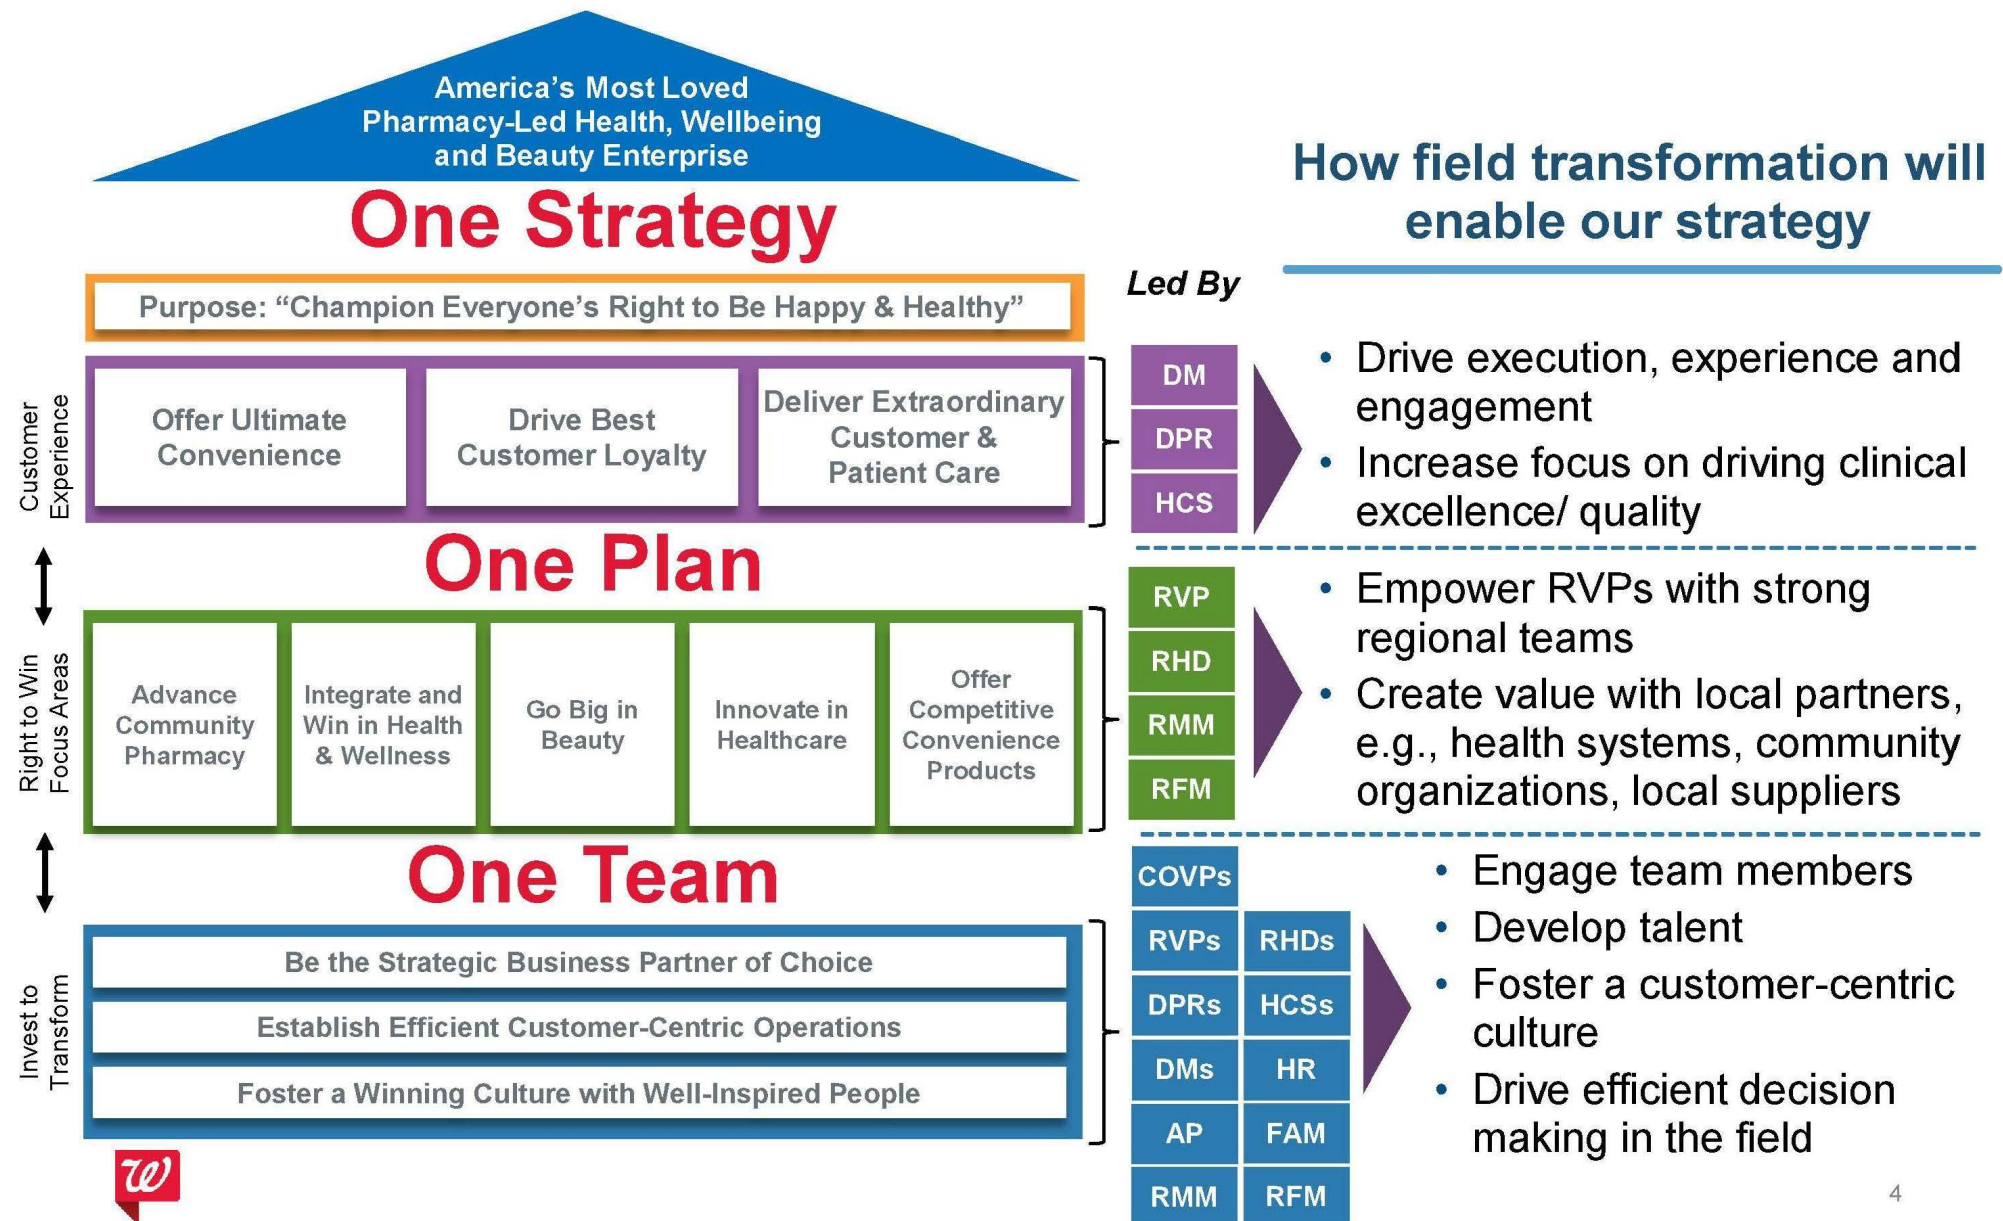 America's Most Loved
Pharmacy-Led Health, Wellbeing
and Beauty Enterprise
One Strategy
Purpose: “Champion Everyone's Right to Be Happy & Healthy”
Customer
Experience
Offer Ultimate
Convenience
Drive Best
Customer Loyalty
Deliver Extraordinary
Customer &
Patient Care
One Plan
Right to Win
Focus Areas
Advance
Community
Pharmacy
Integrate and
Win in Health
& Wellness
Go Big in
Beauty
Innovate in
Healthcare
Offer
Competitive
Convenience
Products
One Team
Invest to
Transform
Be the Strategic Business Partner of Choice
Establish Efficient Customer-Centric Operations
Foster a Winning Culture with Well-Inspired People
W
How field transformation will
enable our strategy
Led By
DM
DPR
HCS
• Drive execution, experience and
engagement
• Increase focus on driving clinical
excellence/ quality
RVP
RHD
RMM
RFM
• Empower RVPs with strong
regional teams
• Create value with local partners,
e.g., health systems, community
organizations, local suppliers
COVPs
RVPs RHDs
DPRs HCSs
DMs HR
AP FAM
RMM RFM
• Engage team members
• Develop talent
• Foster a customer-centric
culture
• Drive efficient decision
making in the field
4